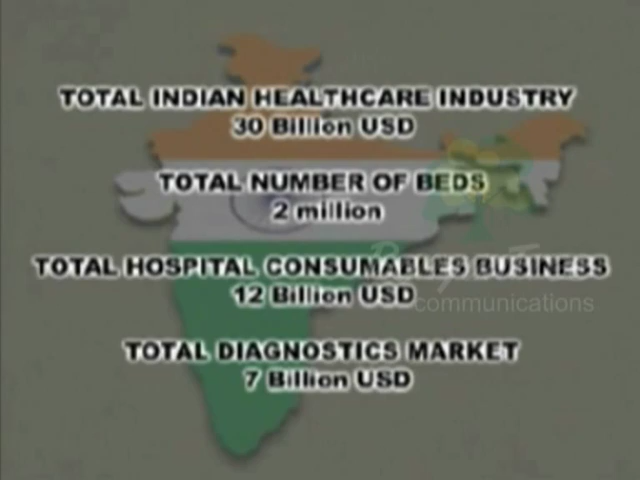 TOTAL INDIAN HEALTHCARE INDUSTRY
30 Billion USD
TOTAL NUMBER OF BEDS
2 million
TOTAL HOSPITAL CONSUMABLES BUSINESS
12 Billion USD
communications
TOTAL DIAGNOSTICS MARKET
7 Billion USD